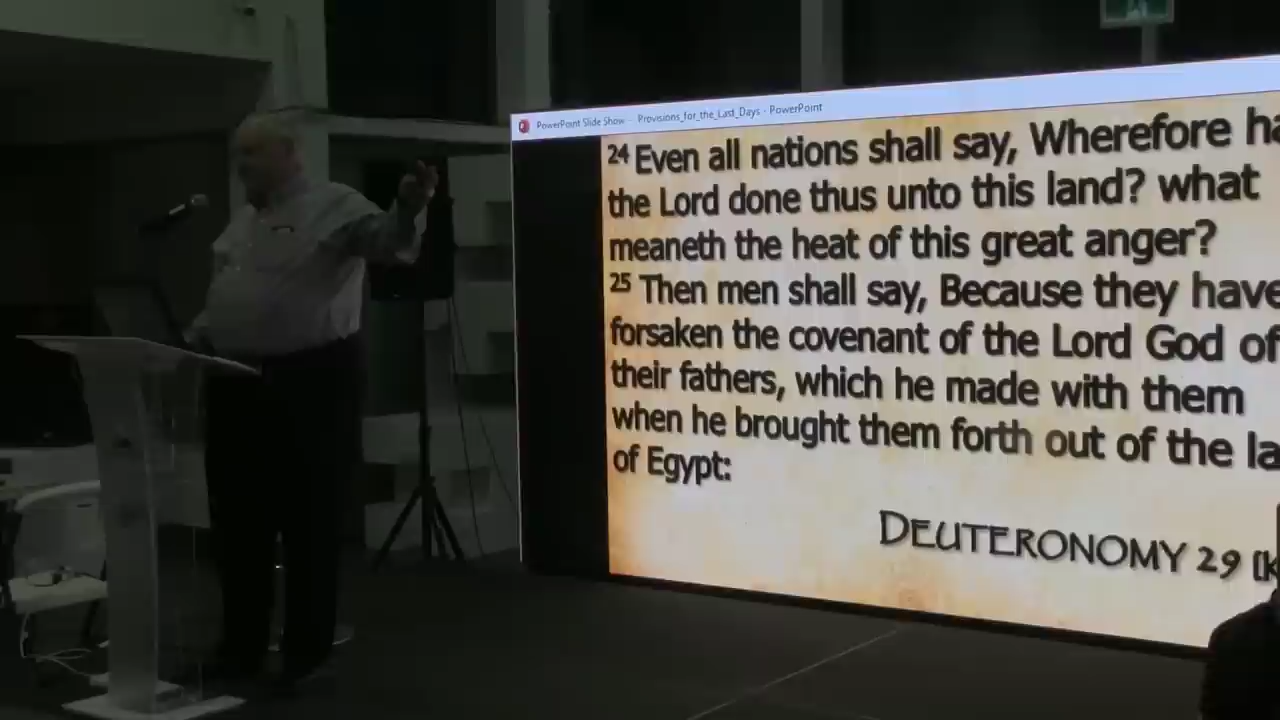 PowerPoint Slide Show - Provisions_for_the_Last_Days - PowerPoint
24 Even all nations shall say, Wherefore
the Lord done thus unto this land? what
meaneth the heat of this great anger?
25 Then men shall say, Because they have
forsaken the covenant of the Lord God of
their fathers, which he made with them
when he brought them forth out of the
of Egypt:
DEUTERONOMY 29